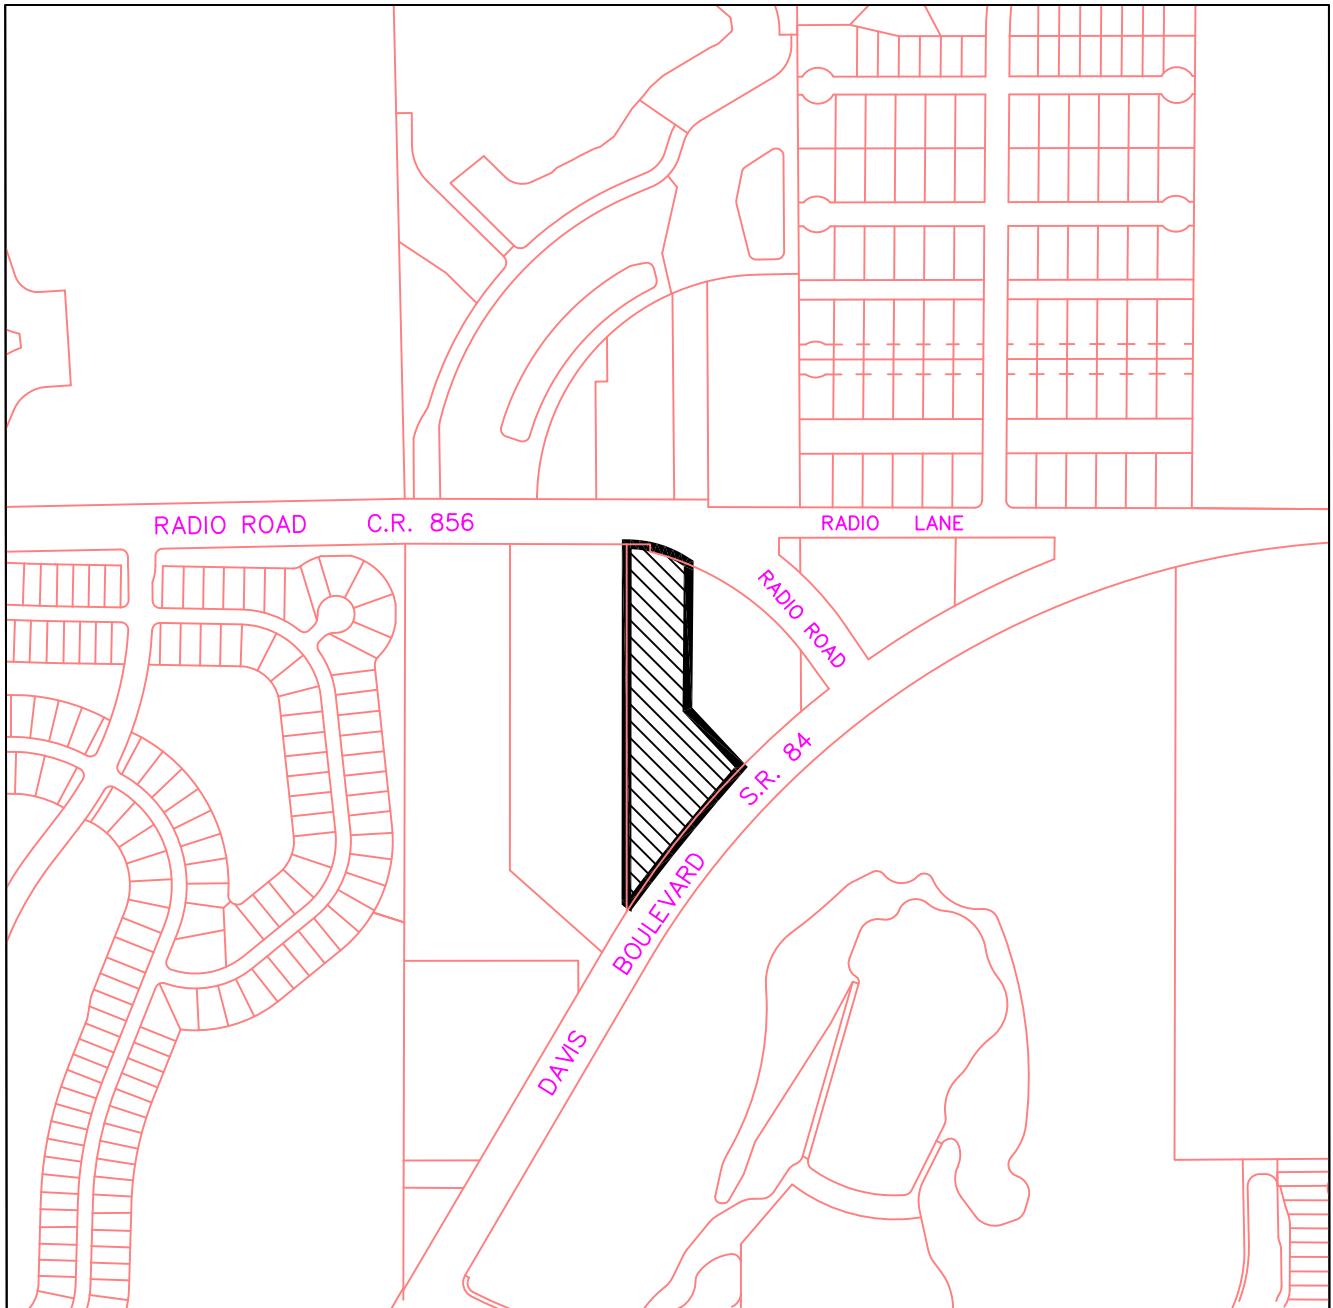 RADIO ROAD C.R. 856
RADIO LANE
RADIO ROAD
S.R. 84
DAVIS BOULEVARD